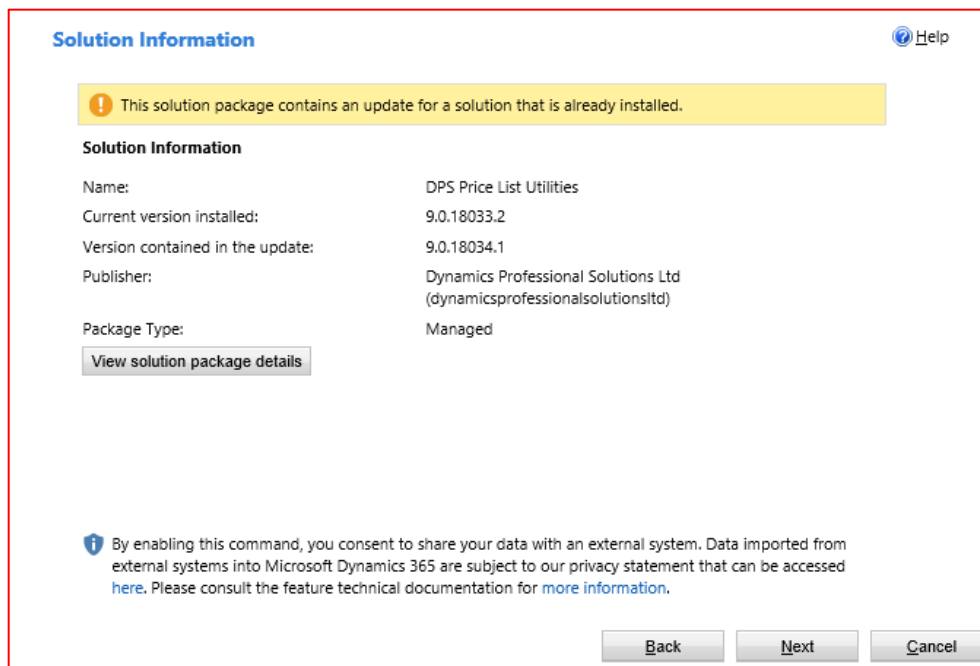 Solution Information
Help
This solution package contains an update for a solution that is already installed.
Solution Information
Name: DPS Price List Utilities
Current version installed: 9.0.18033.2
Version contained in the update: 9.0.18034.1
Publisher: Dynamics Professional Solutions Ltd
(dynamicsprofessionalsolutionsltd)
Package Type: Managed
View solution package details
By enabling this command, you consent to share your data with an external system. Data imported from
external systems into Microsoft Dynamics 365 are subject to our privacy statement that can be accessed
here. Please consult the feature technical documentation for more information.
Back Next Cancel